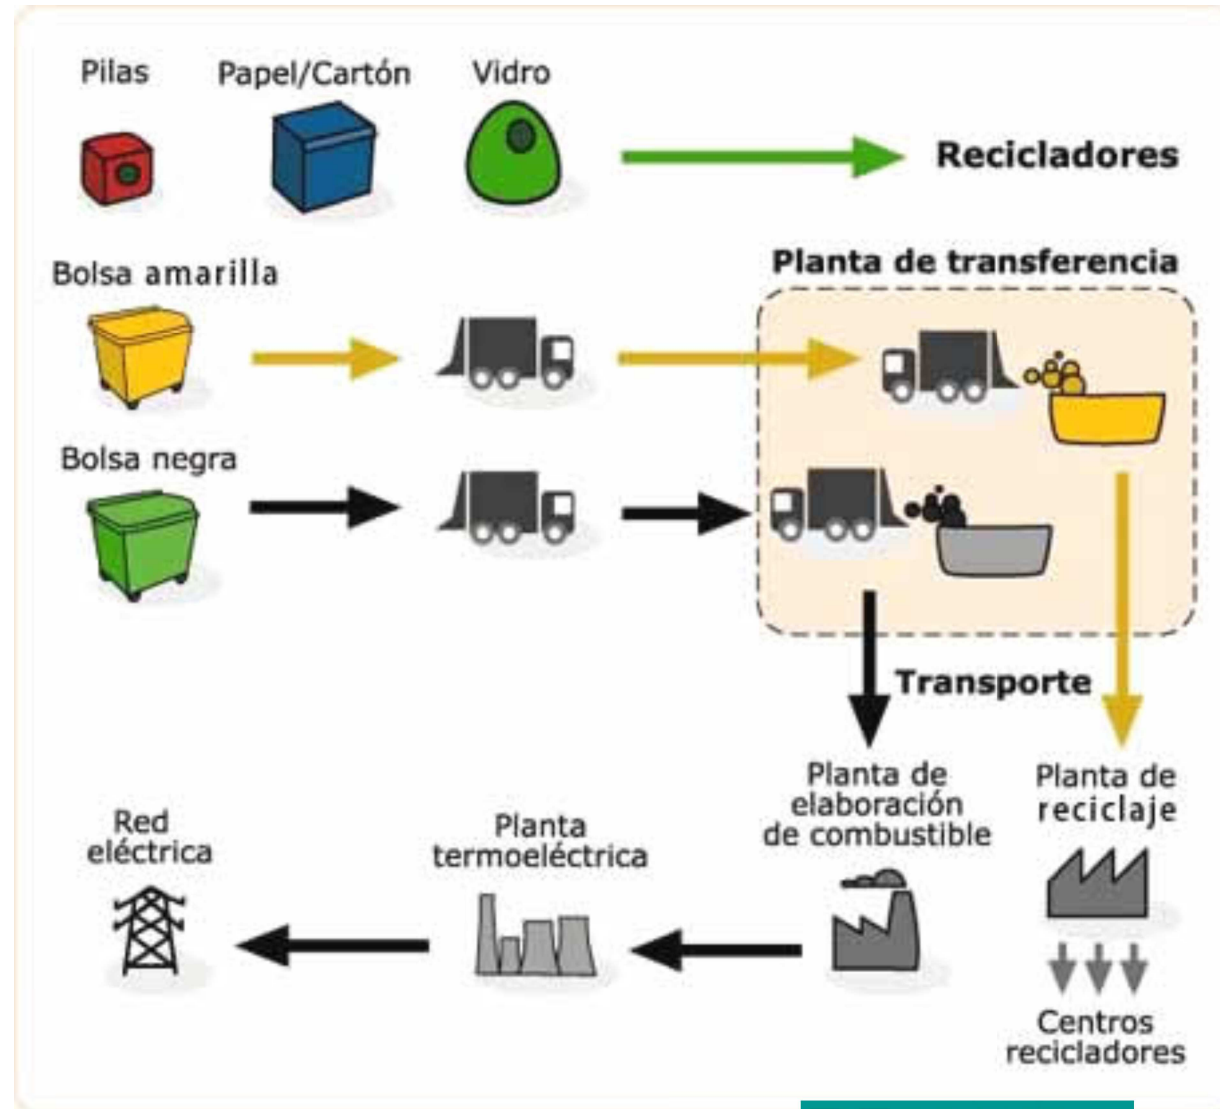 Pilas
Papel/Cartón
Vidro
Recicladores
Bolsa amarilla
Planta de transferencia
Bolsa negra
Transporte
Planta de
elaboración
de combustible
Planta de
reciclaje
Red
eléctrica
Planta
termoeléctrica
Centros
recicladores